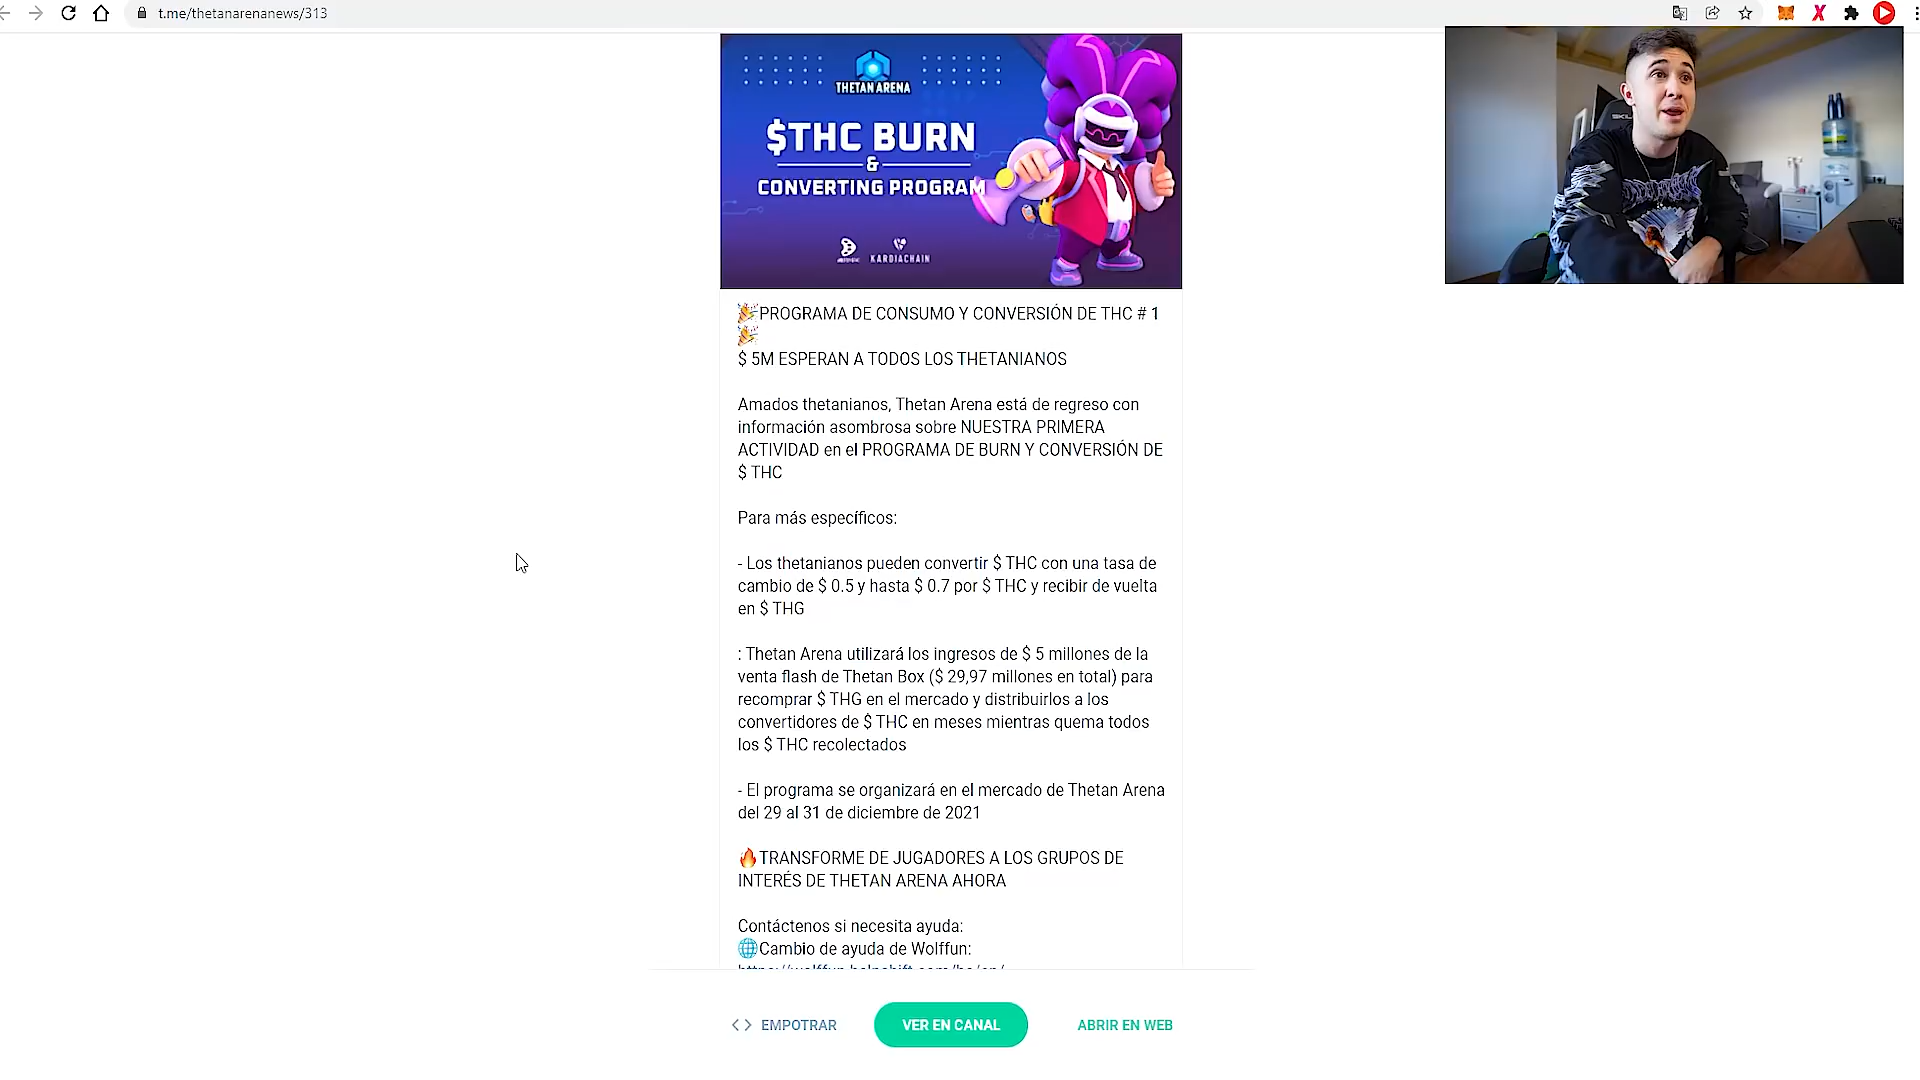 t.me/thetanarenanews/313
THETAN ARENA
$THC BURN
&
CONVERTING PROGRAM
KARDIACHAIN
PROGRAMA DE CONSUMO Y CONVERSIÓN DE THC # 1
$ 5M ESPERAN A TODOS LOS THETANIANOS
Amados thetanianos, Thetan Arena está de regreso con
información asombrosa sobre NUESTRA PRIMERA
ACTIVIDAD en el PROGRAMA DE BURN Y CONVERSIÓN DE
$ THC
Para más específicos:
- Los thetanianos pueden convertir $ THC con una tasa de
cambio de $ 0.5 y hasta $ 0.7 por $ THC y recibir de vuelta
en $ THG
: Thetan Arena utilizará los ingresos de $ 5 millones de la
venta flash de Thetan Box ($ 29,97 millones en total) para
recomprar $ THG en el mercado y distribuirlos a los
convertidores de $ THC en meses mientras quema todos
los $ THC recolectados
- El programa se organizará en el mercado de Thetan Arena
del 29 al 31 de diciembre de 2021
TRANSFORME DE JUGADORES A LOS GRUPOS DE
INTERÉS DE THETAN ARENA AHORA
Contáctenos si necesita ayuda:
Cambio de ayuda de Wolffun:
https://wolffun.helpshift.com/hc/en/
EMPOTRAR
VER EN CANAL
ABRIR EN WEB